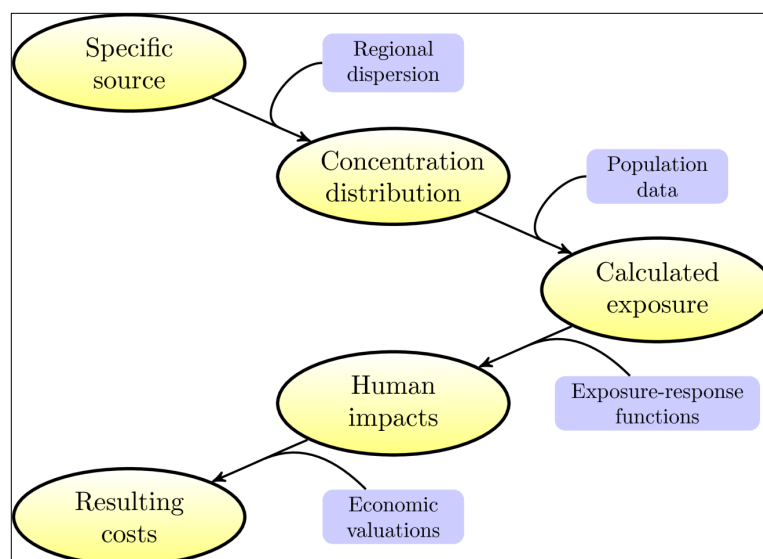 Specific
source
Regional
dispersion
Concentration
distribution
Population
data
Calculated
exposure
Exposure-response
functions
Human
impacts
Economic
valuations
Resulting
costs